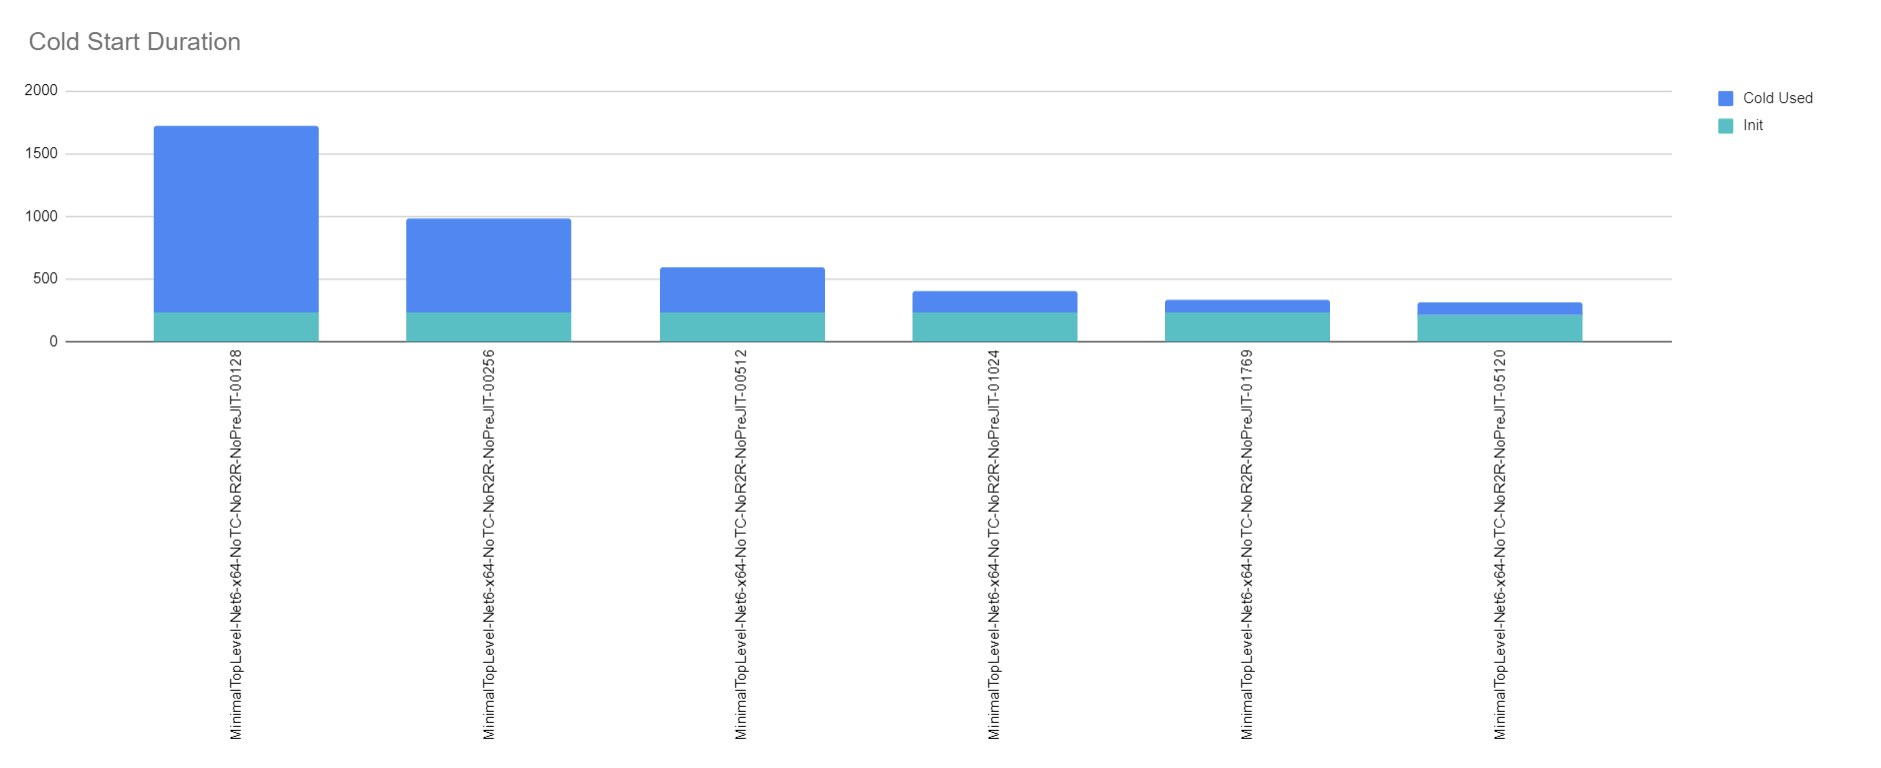 Cold Start Duration
2000
1500
1000
500
0
Cold Used
Init
MinimalTopLevel-Net6-x64-NoTC-NoR2R-NoPreJIT-00128
MinimalTopLevel-Net6-x64-NoTC-NoR2R-NoPreJIT-00256
MinimalTopLevel-Net6-x64-NoTC-NoR2R-NoPreJIT-00512
MinimalTopLevel-Net6-x64-NoTC-NoR2R-NoPreJIT-01024
MinimalTopLevel-Net6-x64-NoTC-NoR2R-NoPreJIT-01769
MinimalTopLevel-Net6-x64-NoTC-NoR2R-NoPreJIT-05120